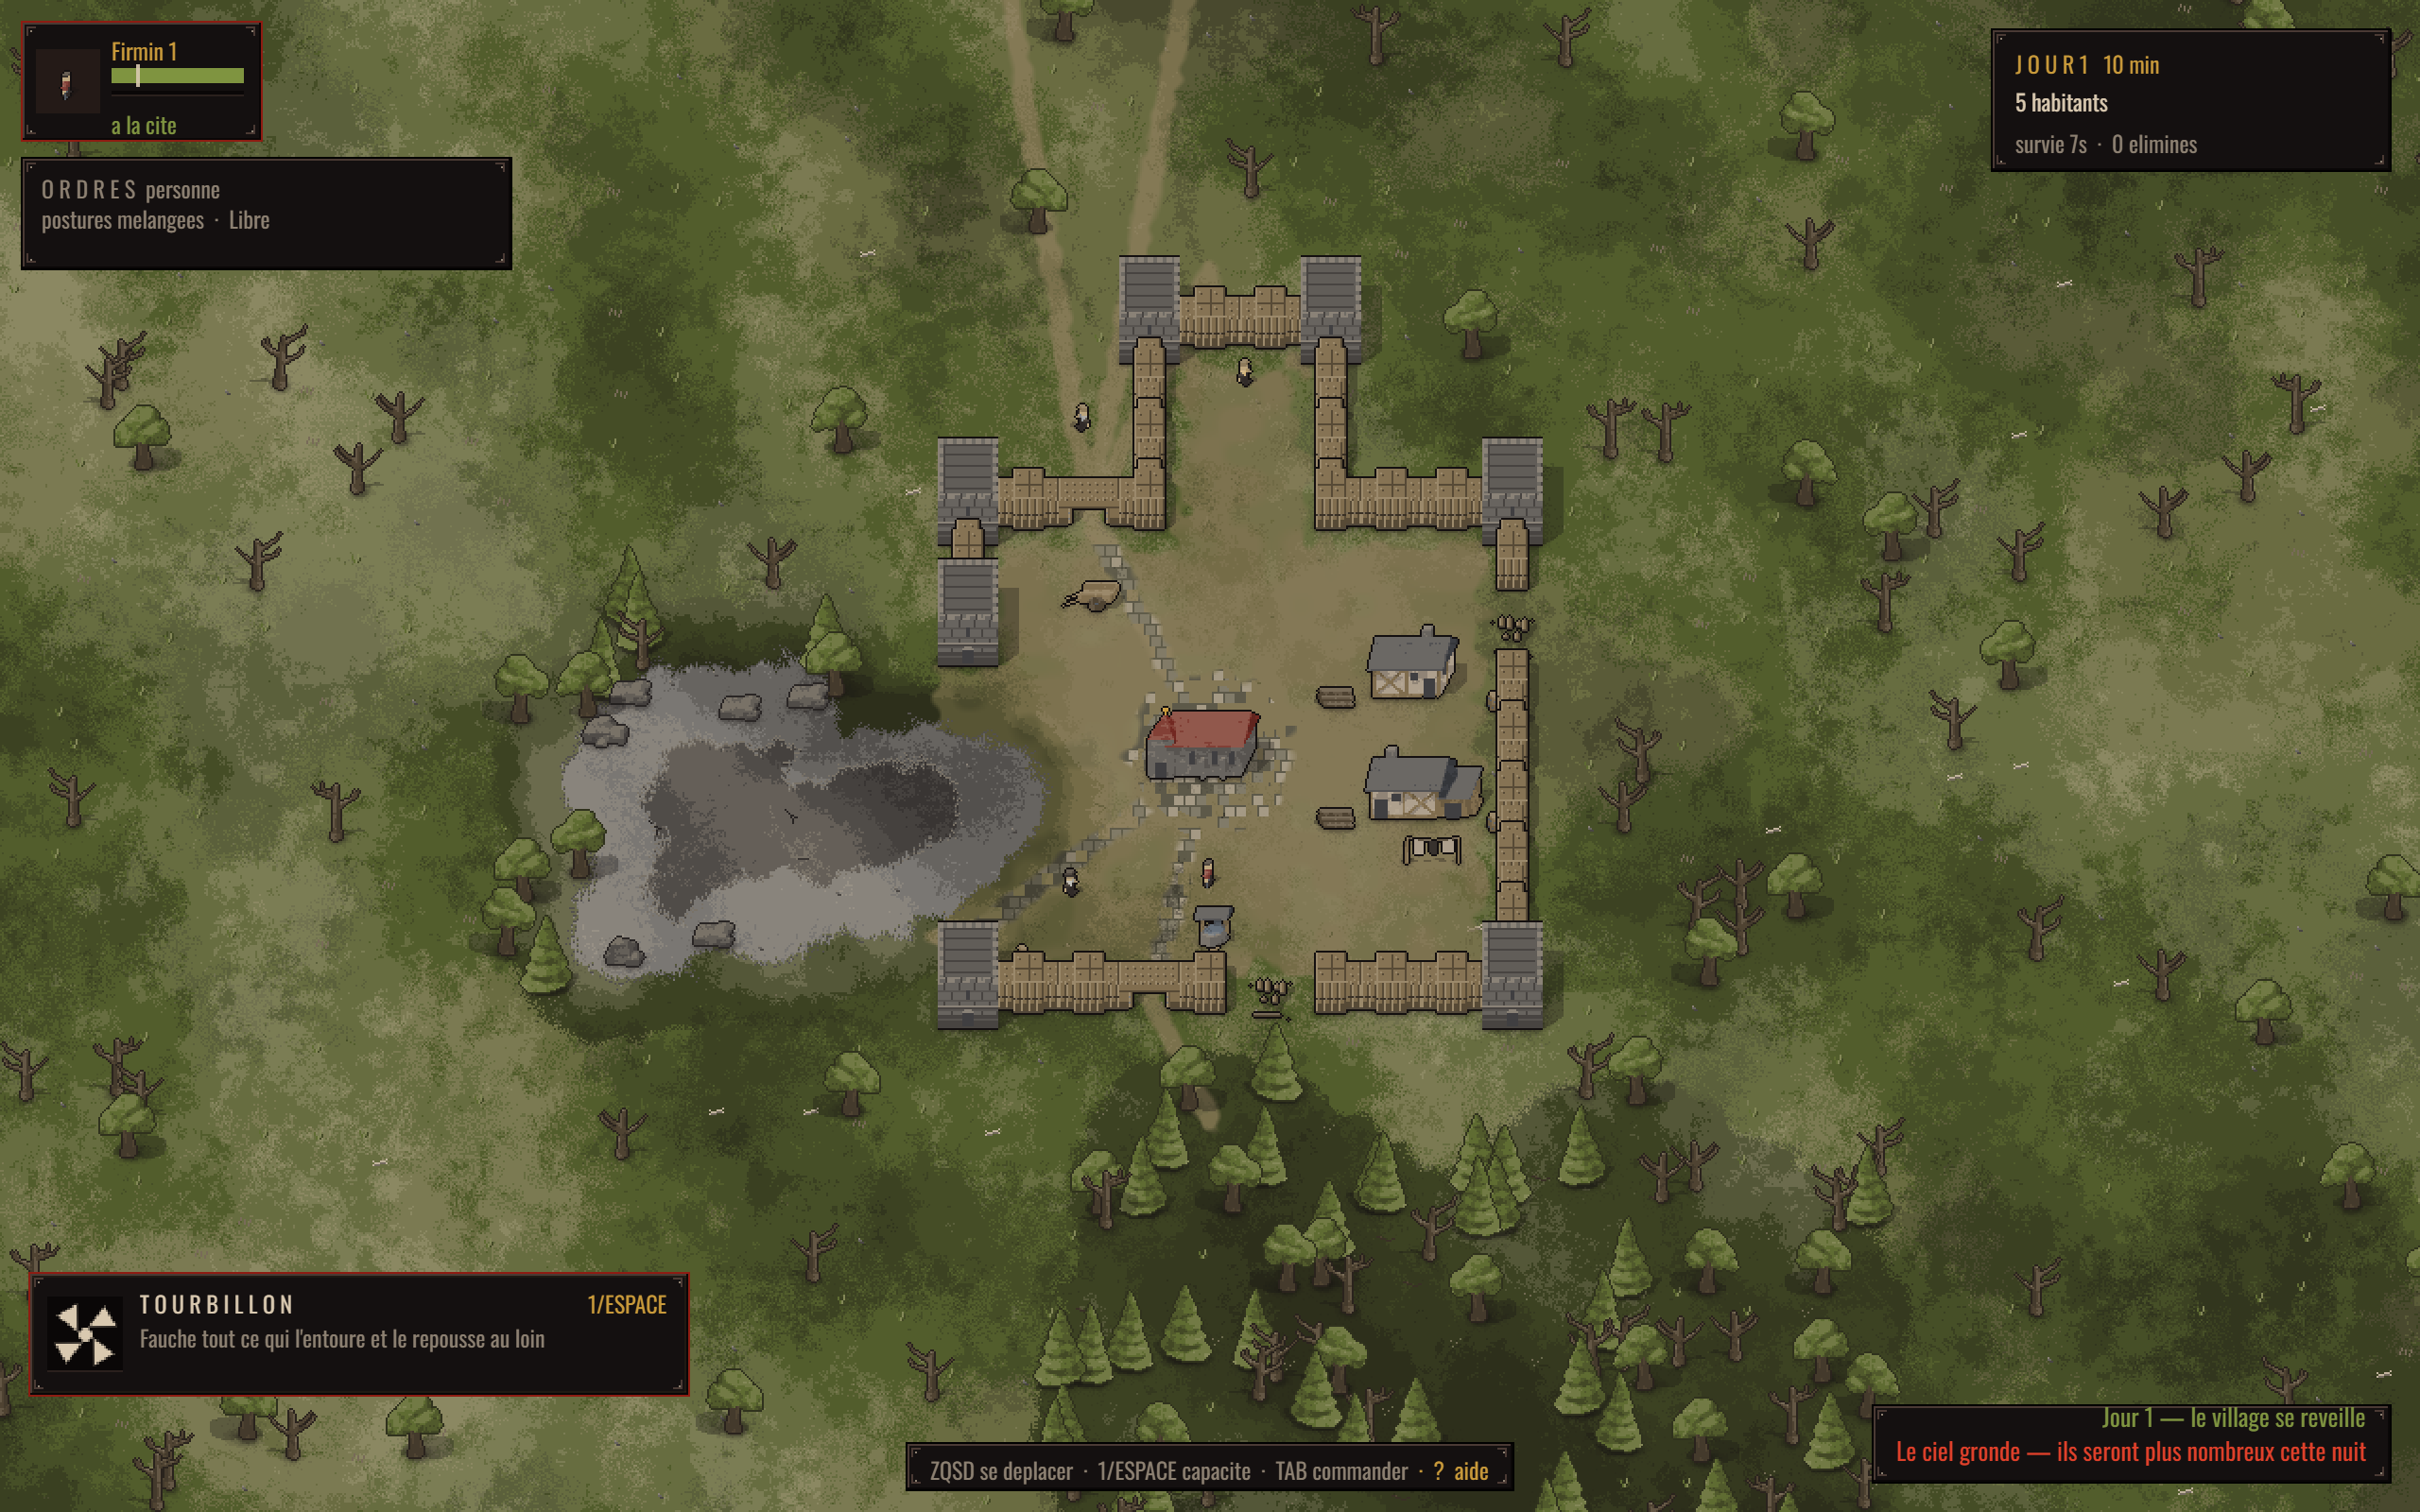 Firmin 1
a la cite
ORDRES personne
postures melangees · Libre
JOUR 1 10 min
5 habitants
survie 7s · 0 elimines
TOURBILLON 1/ESPACE
Fauche tout ce qui l'entoure et le repousse au loin
ZQSD se deplacer · 1/ESPACE capacite · TAB commander · ? aide
Jour 1 — le village se reveille
Le ciel gronde — ils seront plus nombreux cette nuit